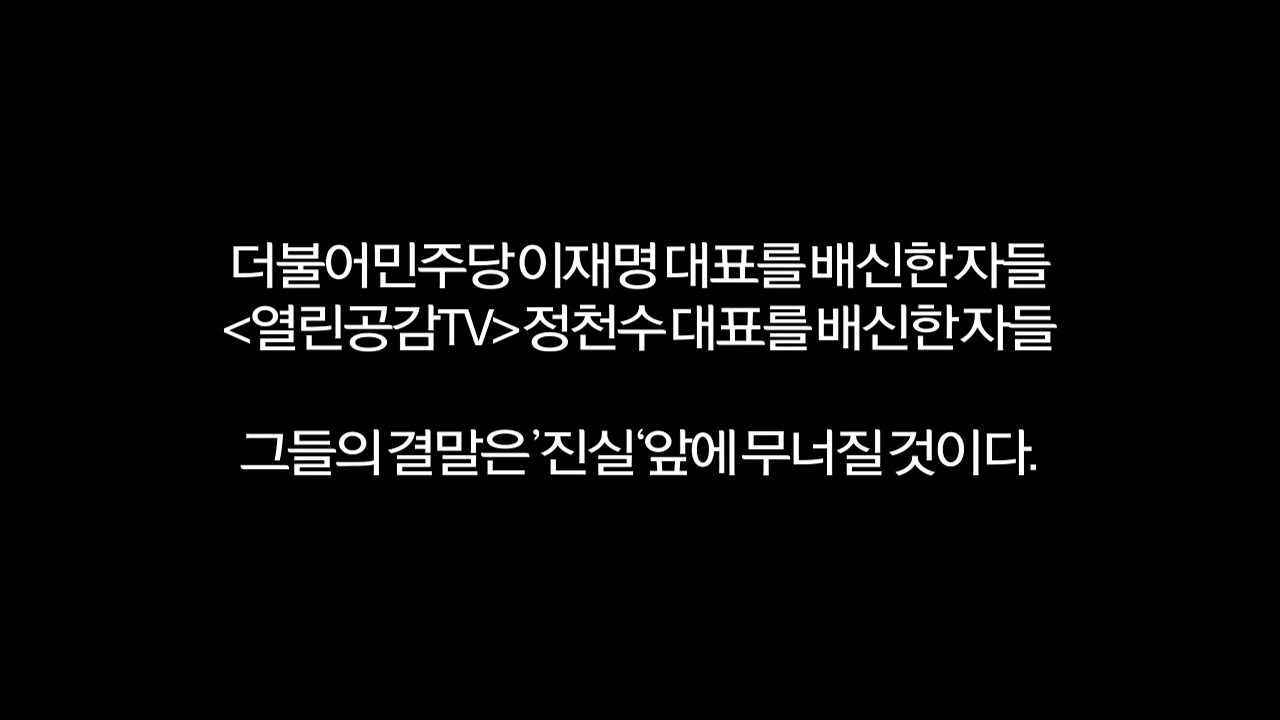 더불어민주당 이재명 대표를 배신한 자들
<열린공감TV> 정천수 대표를 배신한 자들
그들의 결말은 ’진실‘앞에 무너질 것이다.